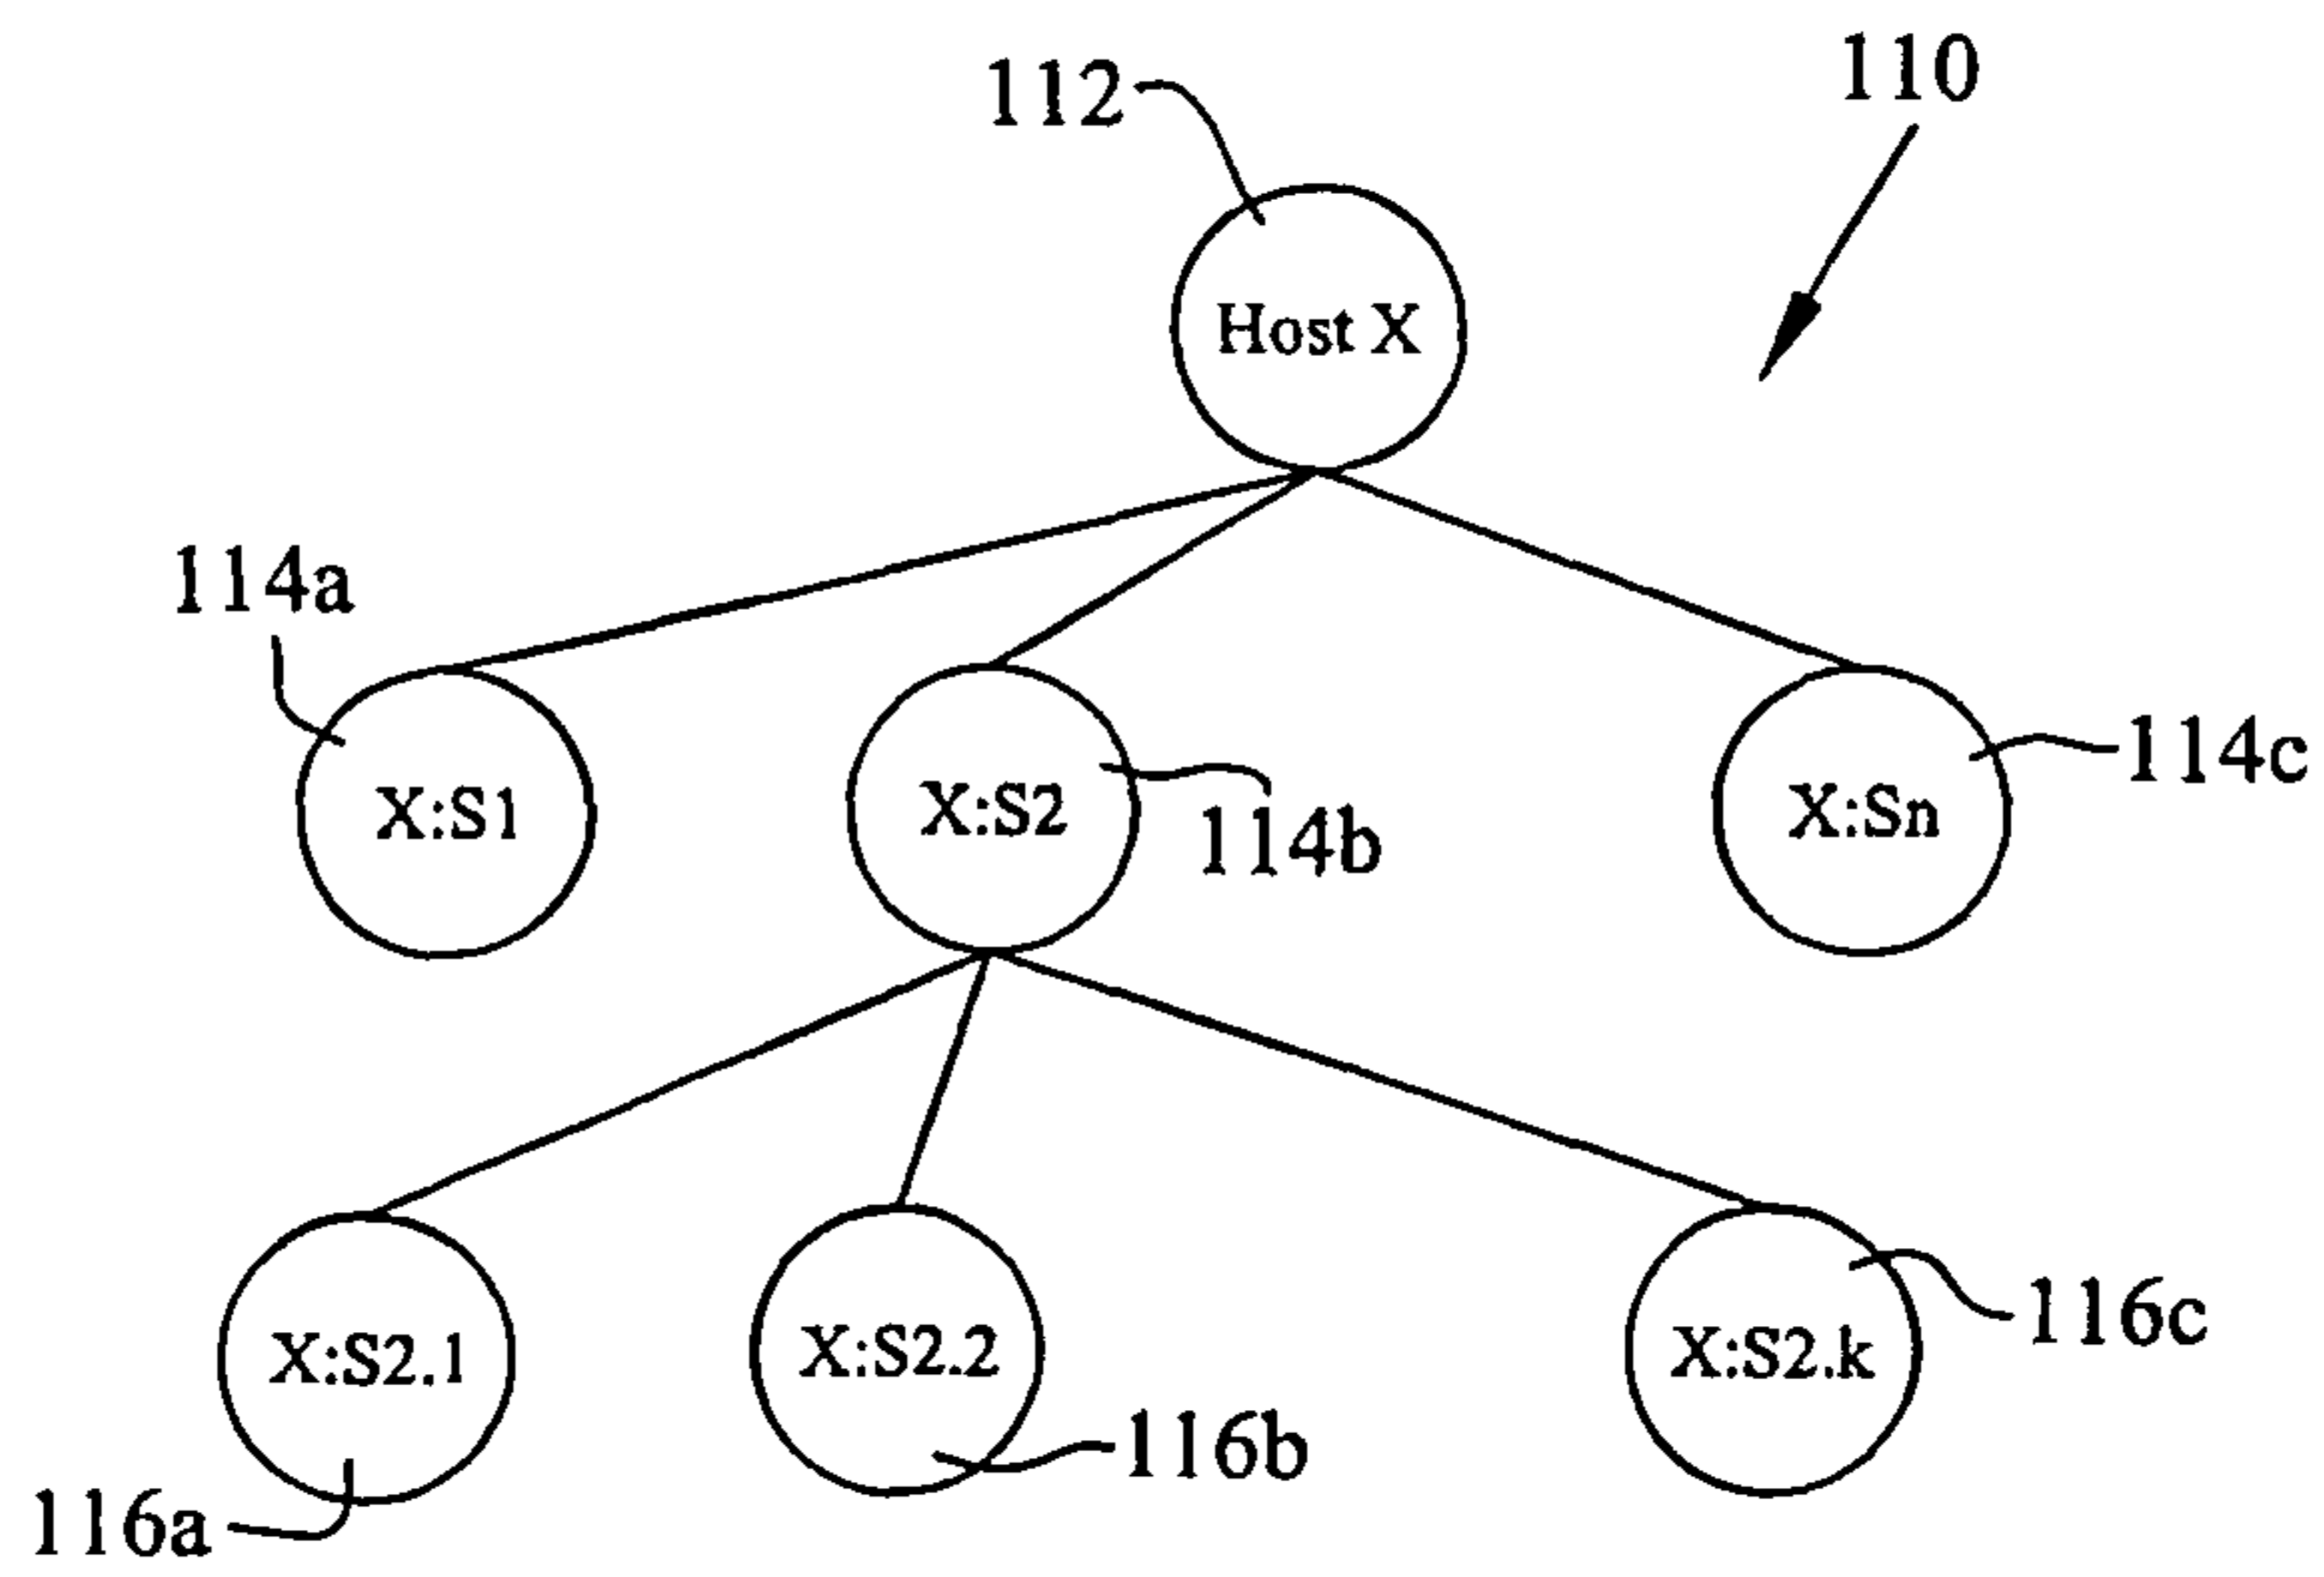 110
112
Host X
114a
114c
X:S1
X:S2
X:Sn
114b
116c
X:S2.1
X:S2.2
X:S2.k
116b
116a